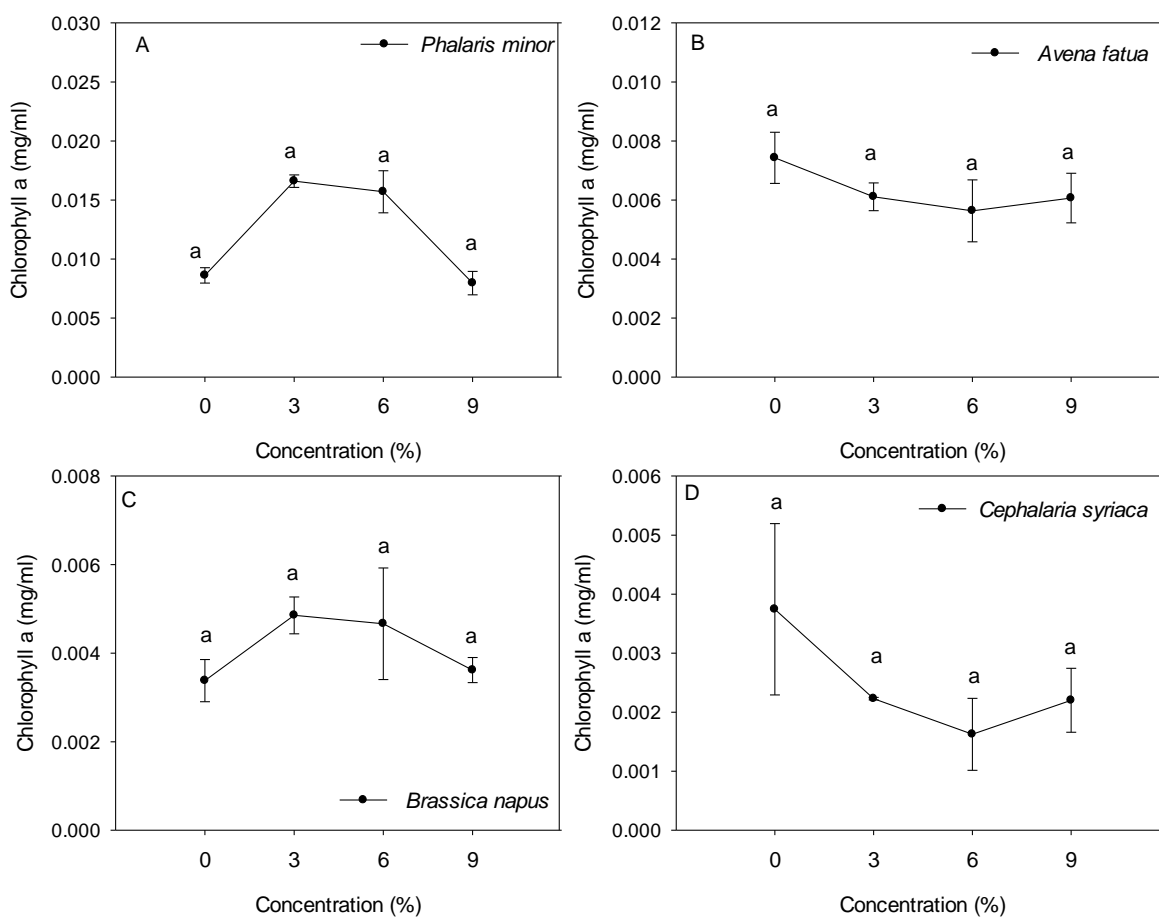 A
Phalaris minor
Chlorophyll a (mg/ml)
0.030
0.025
0.020
0.015
0.010
0.005
0.000
a
a
a
a
0
3
6
9
Concentration (%)
B
Avena fatua
Chlorophyll a (mg/ml)
0.012
0.010
0.008
0.006
0.004
0.002
0.000
a
a
a
a
0
3
6
9
Concentration (%)
C
Brassica napus
Chlorophyll a (mg/ml)
0.008
0.006
0.004
0.002
0.000
a
a
a
a
0
3
6
9
Concentration (%)
D
Cephalaria syriaca
Chlorophyll a (mg/ml)
0.006
0.005
0.004
0.003
0.002
0.001
0.000
a
a
a
a
0
3
6
9
Concentration (%)